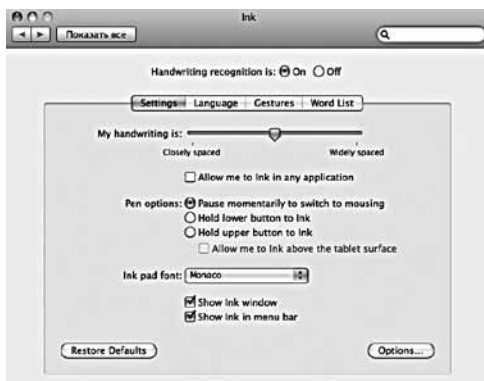 Ink
Показать все
Handwriting recognition is: On Off
Settings Language Gestures Word List
My handwriting is:
Closely spaced Widely spaced
Allow me to Ink in any application
Pen options: Pause momentarily to switch to mousing
Hold lower button to Ink
Hold upper button to Ink
Allow me to Ink above the tablet surface
Ink pad font: Monaco
Show Ink window
Show Ink in menu bar
Restore Defaults Options...